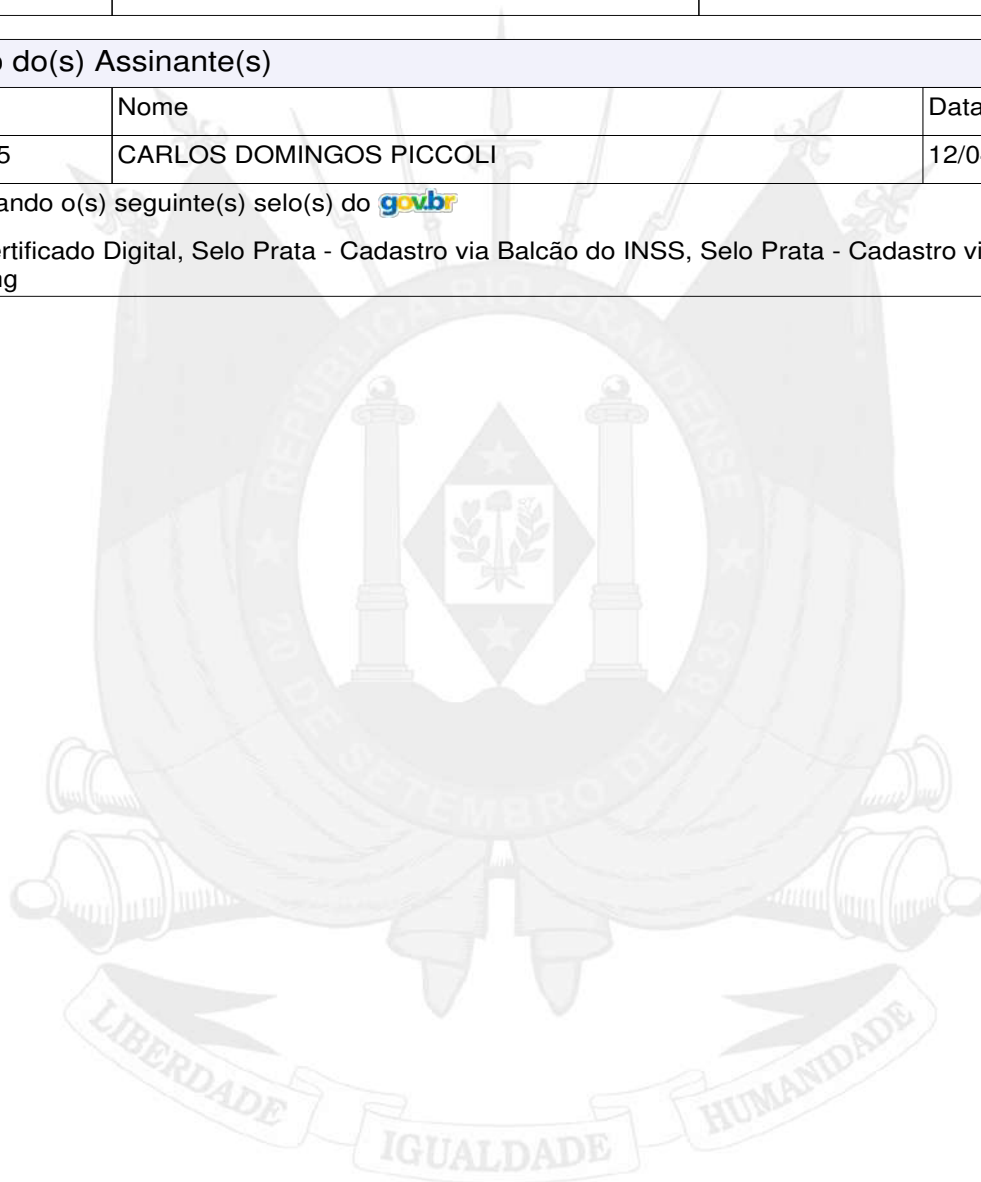 o do(s) Assinante(s)
Nome
Data
5
CARLOS DOMINGOS PICCOLI
12/0
ando o(s) seguinte(s) selo(s) do gov.br
ertificado Digital, Selo Prata - Cadastro via Balcão do INSS, Selo Prata - Cadastro vi
ng
REPÚBLICA RIO GRANDENSE
20 DE SETEMBRO DE 1835
LIBERDADE
IGUALDADE
HUMANIDADE